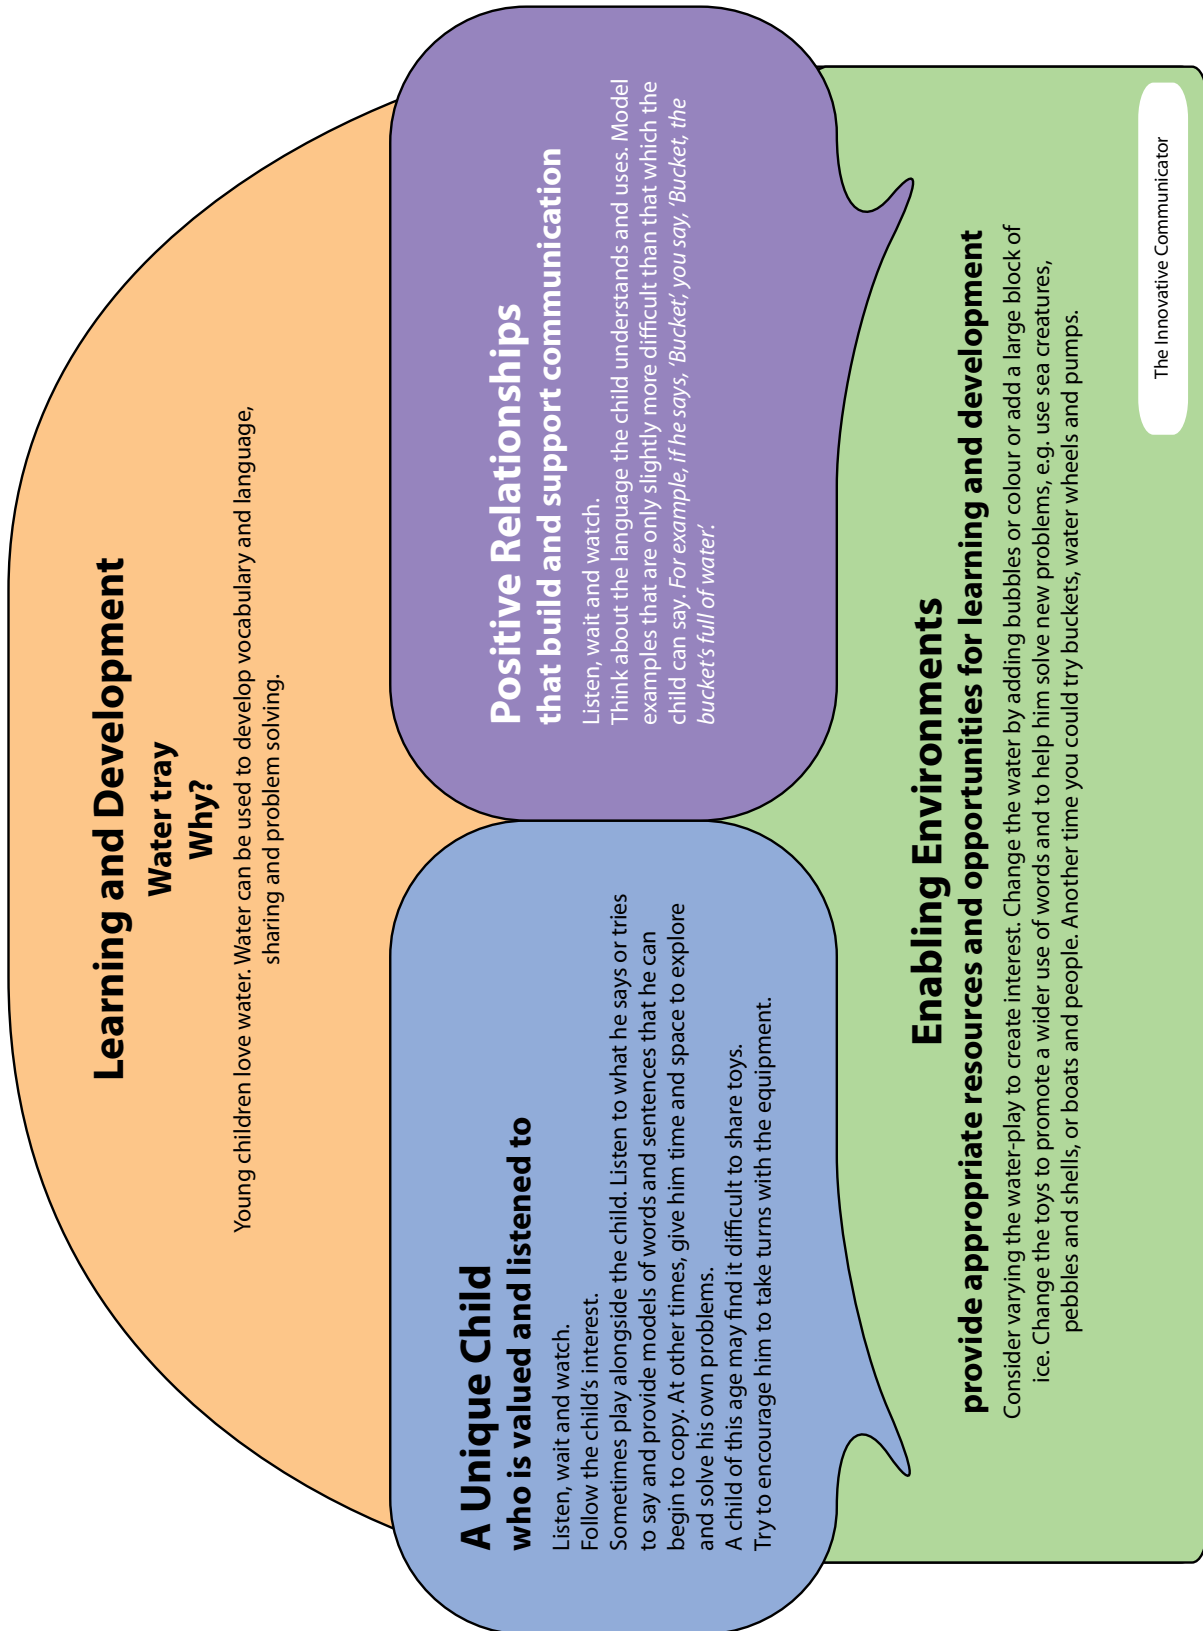 Learning and Development
Water tray
Why?
Young children love water. Water can be used to develop vocabulary and language,
sharing and problem solving.
A Unique Child
who is valued and listened to
Listen, wait and watch.
Follow the child’s interest.
Sometimes play alongside the child. Listen to what he says or tries
to say and provide models of words and sentences that he can
begin to copy. At other times, give him time and space to explore
and solve his own problems.
A child of this age may find it difficult to share toys.
Try to encourage him to take turns with the equipment.
Positive Relationships
that build and support communication
Listen, wait and watch.
Think about the language the child understands and uses. Model
examples that are only slightly more difficult than that which the
child can say. For example, if he says, ‘Bucket’, you say, ‘Bucket, the
bucket’s full of water’.
Enabling Environments
provide appropriate resources and opportunities for learning and development
Consider varying the water-play to create interest. Change the water by adding bubbles or colour or add a large block of
ice. Change the toys to promote a wider use of words and to help him solve new problems, e.g. use sea creatures,
pebbles and shells, or boats and people. Another time you could try buckets, water wheels and pumps.
The Innovative Communicator